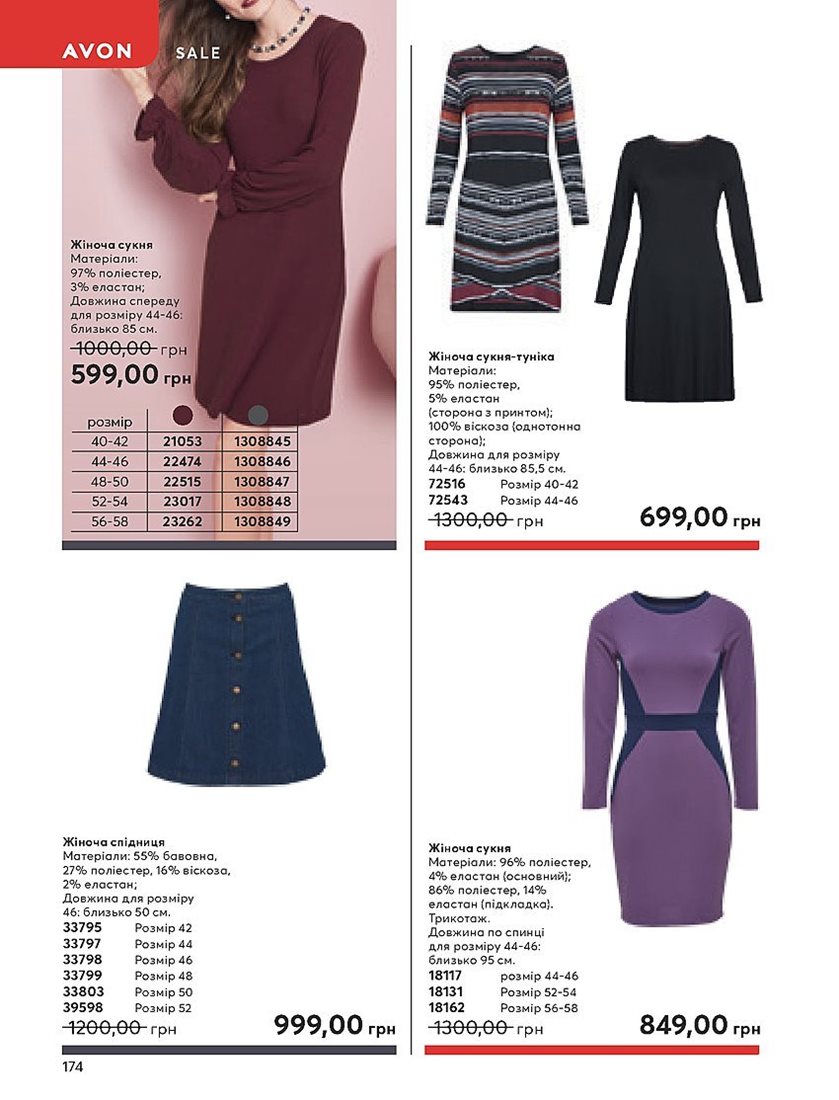 AVON
SALE
Жіноча сукня
Матеріали:
97% поліестер,
3% еластан;
Довжина спереду
для розміру 44-46:
близько 85 см.
1000,00 грн
599,00 грн
розмір
40-42 21053 1308845
44-46 22474 1308846
48-50 22515 1308847
52-54 23017 1308848
56-58 23262 1308849
Жіноча сукня-туніка
Матеріали:
95% поліестер,
5% еластан
(сторона з принтом);
100% віскоза (однотонна
сторона);
Довжина для розміру
44-46: близько 85,5 см.
72516 Розмір 40-42
72543 Розмір 44-46
1300,00 грн
699,00 грн
Жіноча спідниця
Матеріали: 55% бавовна,
27% поліестер, 16% віскоза,
2% еластан;
Довжина для розміру
46: близько 50 см.
33795 Розмір 42
33797 Розмір 44
33798 Розмір 46
33799 Розмір 48
33803 Розмір 50
39598 Розмір 52
1200,00 грн
999,00 грн
Жіноча сукня
Матеріали: 96% поліестер,
4% еластан (основний);
86% поліестер, 14%
еластан (підкладка).
Трикотаж.
Довжина по спинці
для розміру 44-46:
близько 95 см.
18117 розмір 44-46
18131 Розмір 52-54
18162 Розмір 56-58
1300,00 грн
849,00 грн
174